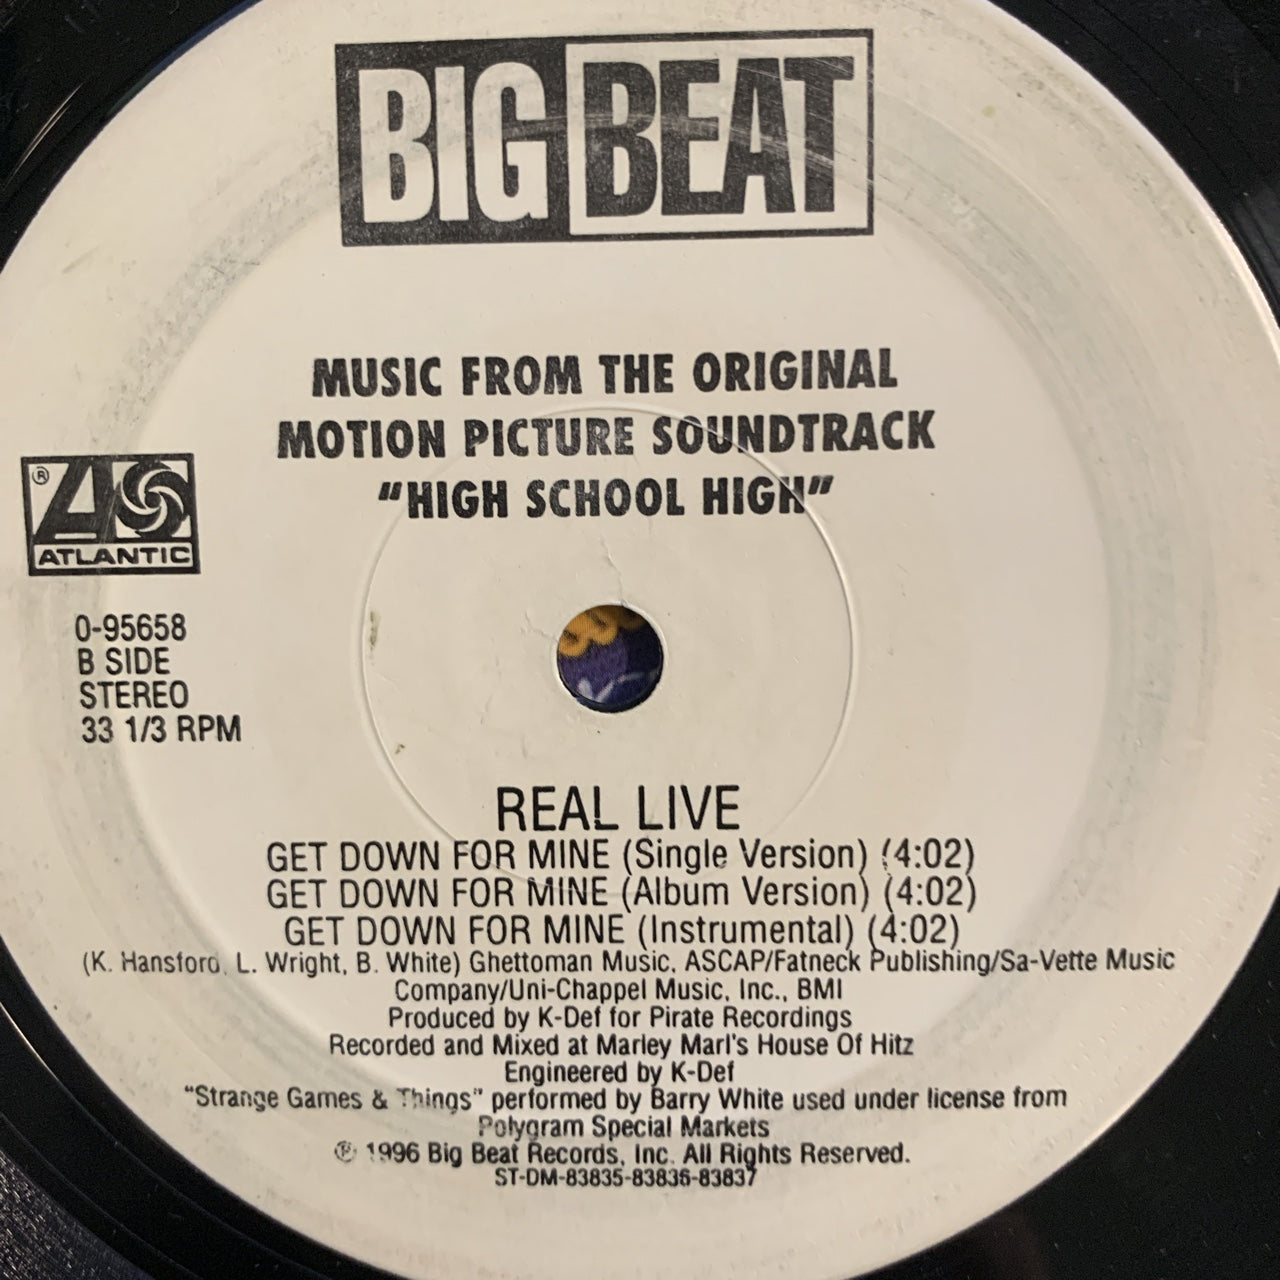 BIG BEAT
MUSIC FROM THE ORIGINAL
MOTION PICTURE SOUNDTRACK
"HIGH SCHOOL HIGH"
®
ATLANTIC
0-95658
B SIDE
STEREO
33 1/3 RPM
REAL LIVE
GET DOWN FOR MINE (Single Version) (4:02)
GET DOWN FOR MINE (Album Version) (4:02)
GET DOWN FOR MINE (Instrumental) (4:02)
(K. Hansford, L. Wright, B. White) Ghettoman Music, ASCAP/Fatneck Publishing/Sa-Vette Music
Company/Uni-Chappel Music, Inc., BMI
Produced by K-Def for Pirate Recordings
Recorded and Mixed at Marley Marl's House Of Hitz
Engineered by K-Def
"Strange Games & Things" performed by Barry White used under license from
Polygram Special Markets
℗ 1996 Big Beat Records, Inc. All Rights Reserved.
ST-DM-83835-83836-83837